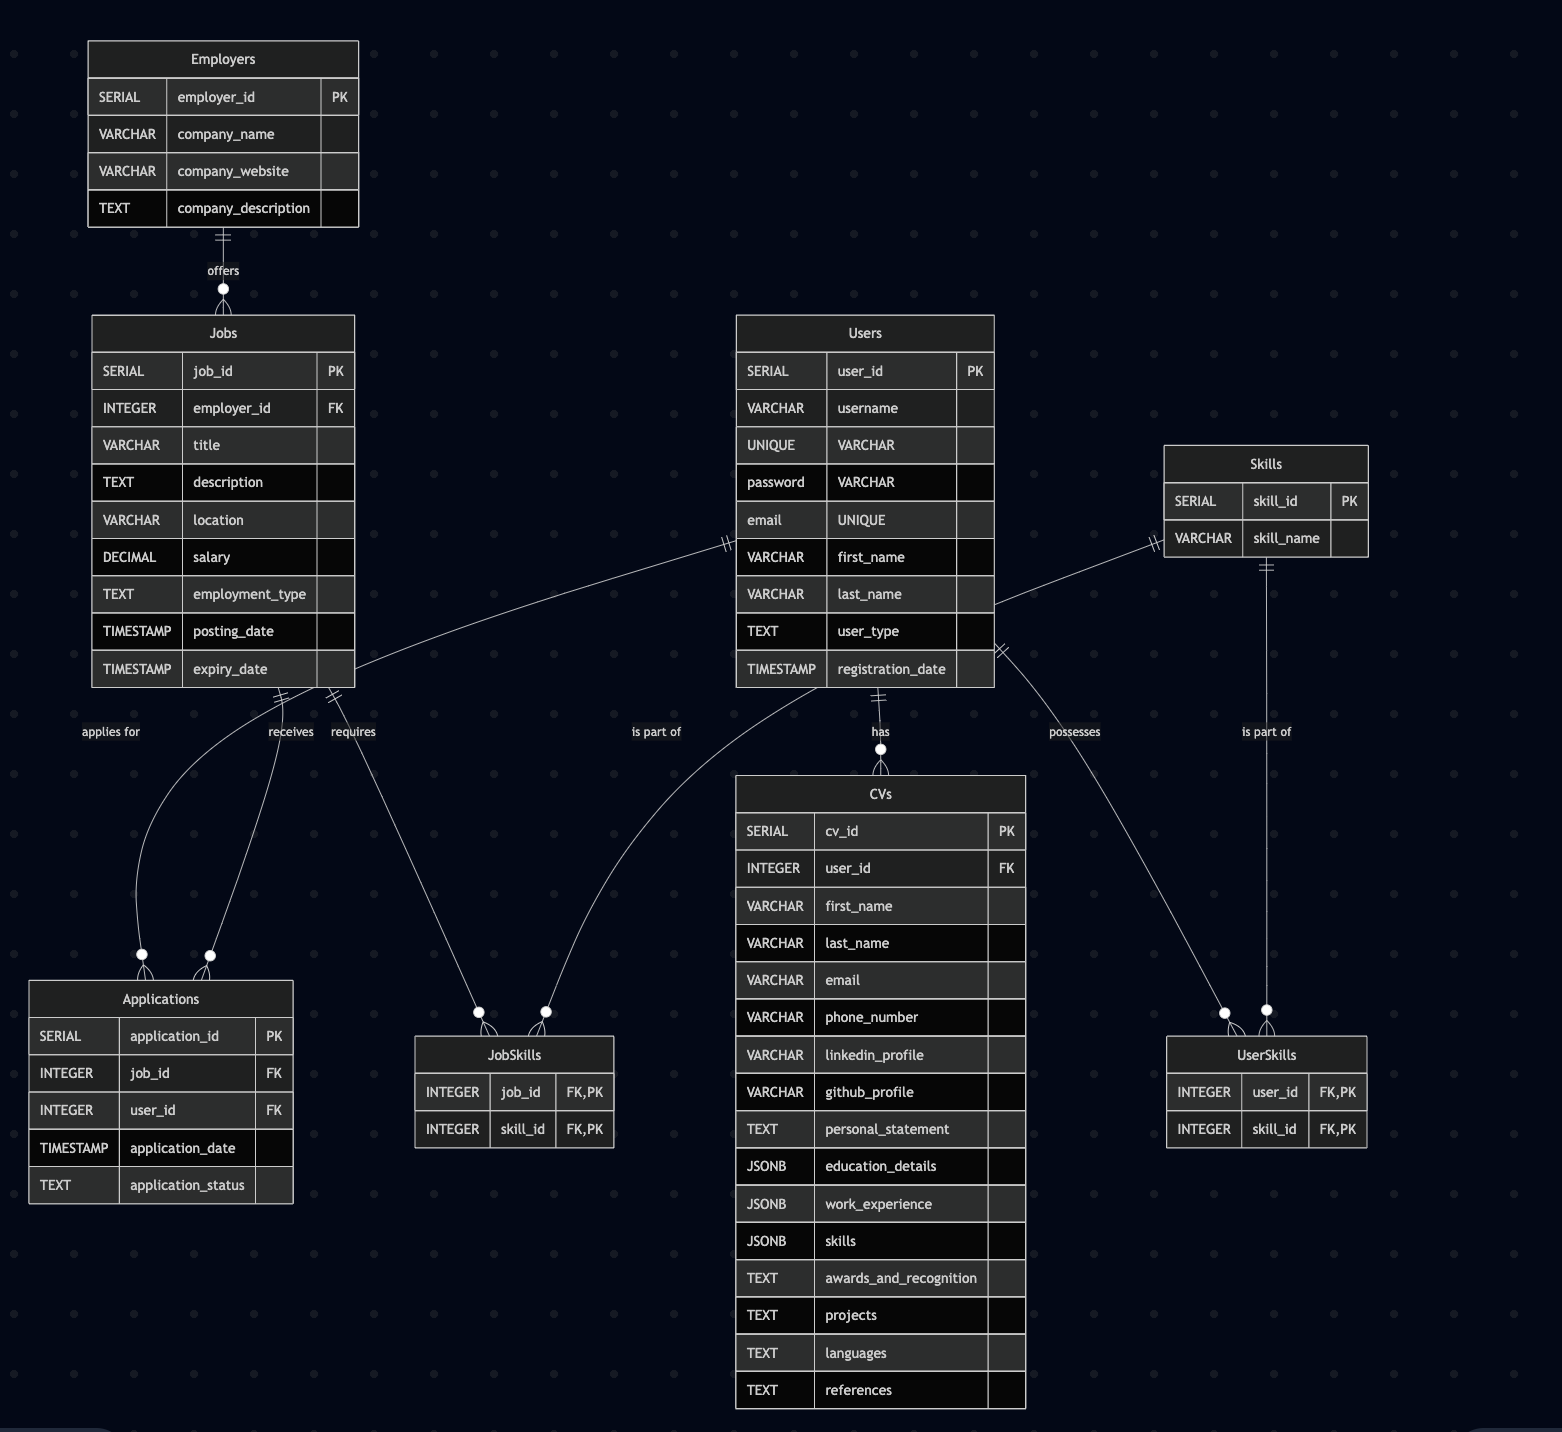 Employers
SERIAL employer_id PK
VARCHAR company_name
VARCHAR company_website
TEXT company_description
offers
Jobs
SERIAL job_id PK
INTEGER employer_id FK
VARCHAR title
TEXT description
VARCHAR location
DECIMAL salary
TEXT employment_type
TIMESTAMP posting_date
TIMESTAMP expiry_date
Users
SERIAL user_id PK
VARCHAR username
UNIQUE VARCHAR
password VARCHAR
email UNIQUE
VARCHAR first_name
VARCHAR last_name
TEXT user_type
TIMESTAMP registration_date
Skills
SERIAL skill_id PK
VARCHAR skill_name
applies for
receives
requires
is part of
has
possesses
is part of
Applications
SERIAL application_id PK
INTEGER job_id FK
INTEGER user_id FK
TIMESTAMP application_date
TEXT application_status
JobSkills
INTEGER job_id FK,PK
INTEGER skill_id FK,PK
CVs
SERIAL cv_id PK
INTEGER user_id FK
VARCHAR first_name
VARCHAR last_name
VARCHAR email
VARCHAR phone_number
VARCHAR linkedin_profile
VARCHAR github_profile
TEXT personal_statement
JSONB education_details
JSONB work_experience
JSONB skills
TEXT awards_and_recognition
TEXT projects
TEXT languages
TEXT references
UserSkills
INTEGER user_id FK,PK
INTEGER skill_id FK,PK